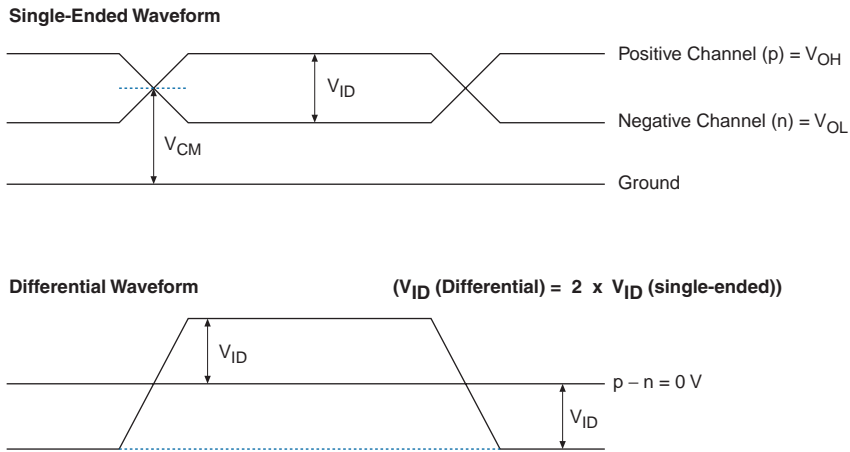 Single-Ended Waveform
Positive Channel (p) = VOH
VID
Negative Channel (n) = VOL
VCM
Ground
Differential Waveform (VID (Differential) = 2 x VID (single-ended))
VID
p – n = 0 V
VID